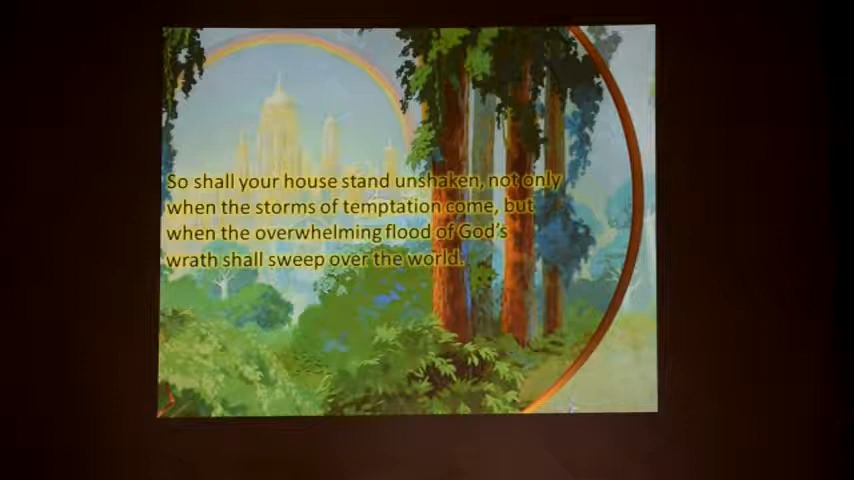 So shall your house stand unshaken, not only
when the storms of temptation come, but
when the overwhelming flood of God's
wrath shall sweep over the world.